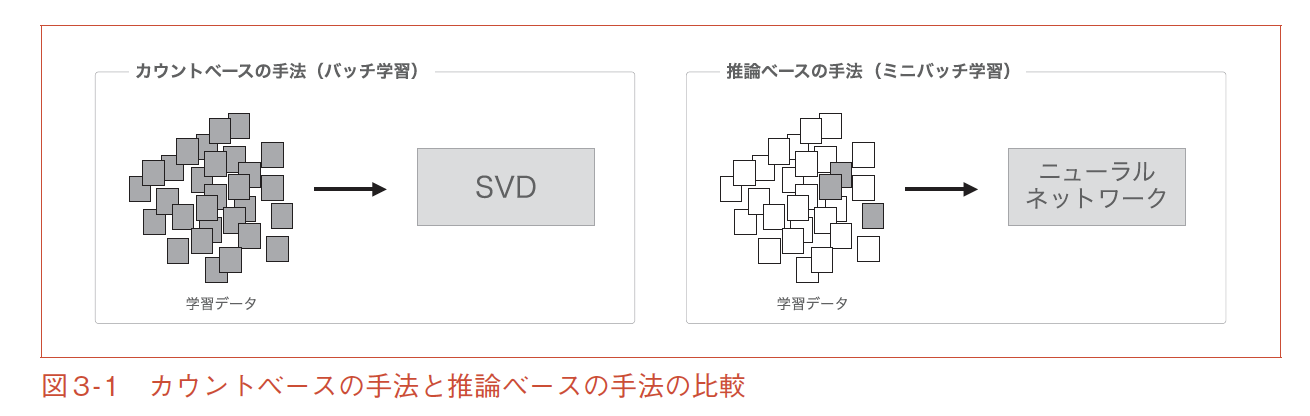 カウントベースの手法（バッチ学習）
SVD
学習データ
推論ベースの手法（ミニバッチ学習）
ニューラル
ネットワーク
学習データ
図3-1　カウントベースの手法と推論ベースの手法の比較